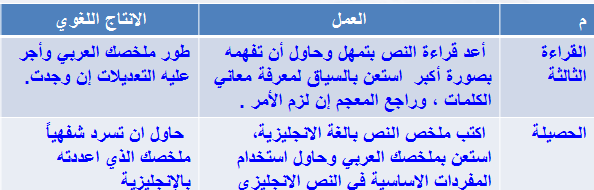 م العمل الانتاج اللغوي
القراءة الثالثة
أعد قراءة النص بتمهل وحاول أن تفهمه
بصورة أكبر استعن بالسياق لمعرفة معاني
الكلمات ، وراجع المعجم إن لزم الأمر .
طور ملخصك العربي وأجر
عليه التعديلات إن وجدت.
الحصيلة
اكتب ملخص النص بالغة الانجليزية،
استعن بملخصك العربي وحاول استخدام
المفردات الاساسية في النص الانجليزي
حاول ان تسرد شفهياً
ملخصك الذي اعددته
بالإنجليزية